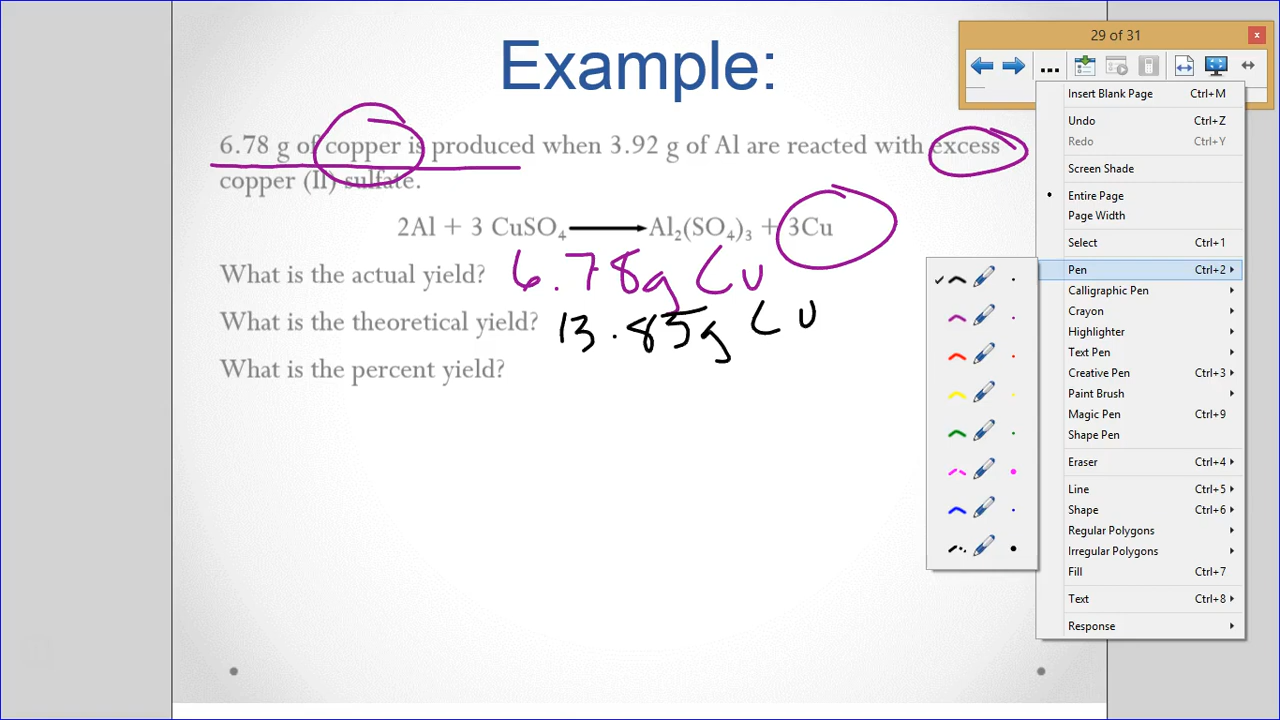 Example:
29 of 31
6.78 g of copper is produced when 3.92 g of Al are reacted with excess
copper (II) sulfate.
2Al + 3 CuSO₄ ⟶ Al₂(SO₄)₃ + 3Cu
What is the actual yield? 6.78g Cu
What is the theoretical yield? 13.85g Cu
What is the percent yield?
Insert Blank Page Ctrl+M
Undo Ctrl+Z
Redo Ctrl+Y
Screen Shade
Entire Page
Page Width
Select Ctrl+1
Pen Ctrl+2
Calligraphic Pen
Crayon
Highlighter
Text Pen
Creative Pen Ctrl+3
Paint Brush
Magic Pen Ctrl+9
Shape Pen
Eraser Ctrl+4
Line Ctrl+5
Shape Ctrl+6
Regular Polygons
Irregular Polygons
Fill Ctrl+7
Text Ctrl+8
Response